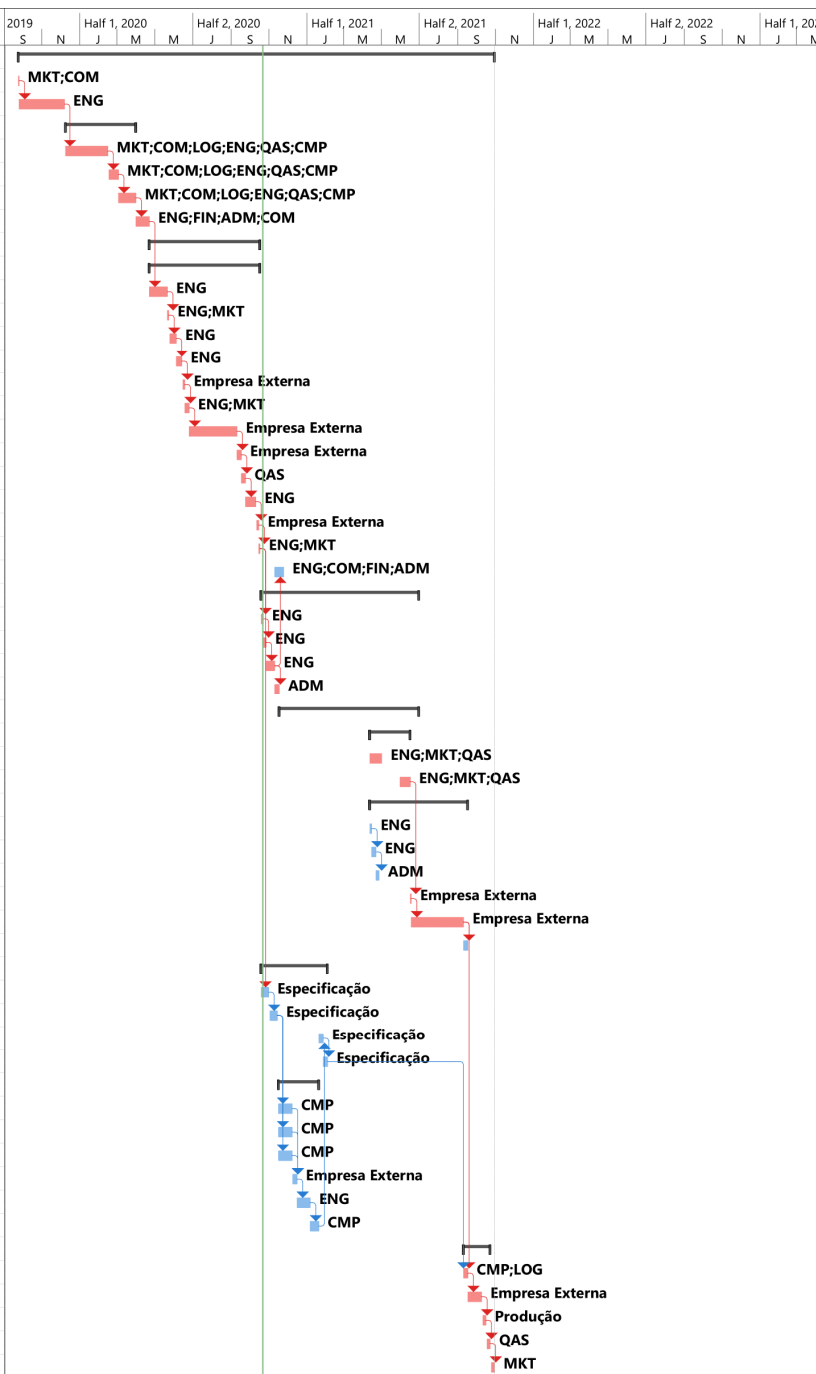 2019 Half 1, 2020 Half 2, 2020 Half 1, 2021 Half 2, 2021 Half 1, 2022 Half 2, 2022
S N J M M J S N J M M J S N J M M J S N J M
MKT;COM
ENG
MKT;COM;LOG;ENG;QAS;CMP
MKT;COM;LOG;ENG;QAS;CMP
MKT;COM;LOG;ENG;QAS;CMP
ENG;FIN;ADM;COM
ENG
ENG;MKT
ENG
ENG
Empresa Externa
ENG;MKT
Empresa Externa
Empresa Externa
QAS
ENG
Empresa Externa
ENG;MKT
ENG;COM;FIN;ADM
ENG
ENG
ENG
ADM
ENG;MKT;QAS
ENG;MKT;QAS
ENG
ENG
ADM
Empresa Externa
Empresa Externa
Especificação
Especificação
Especificação
Especificação
CMP
CMP
CMP
Empresa Externa
ENG
CMP
CMP;LOG
Empresa Externa
Produção
QAS
MKT